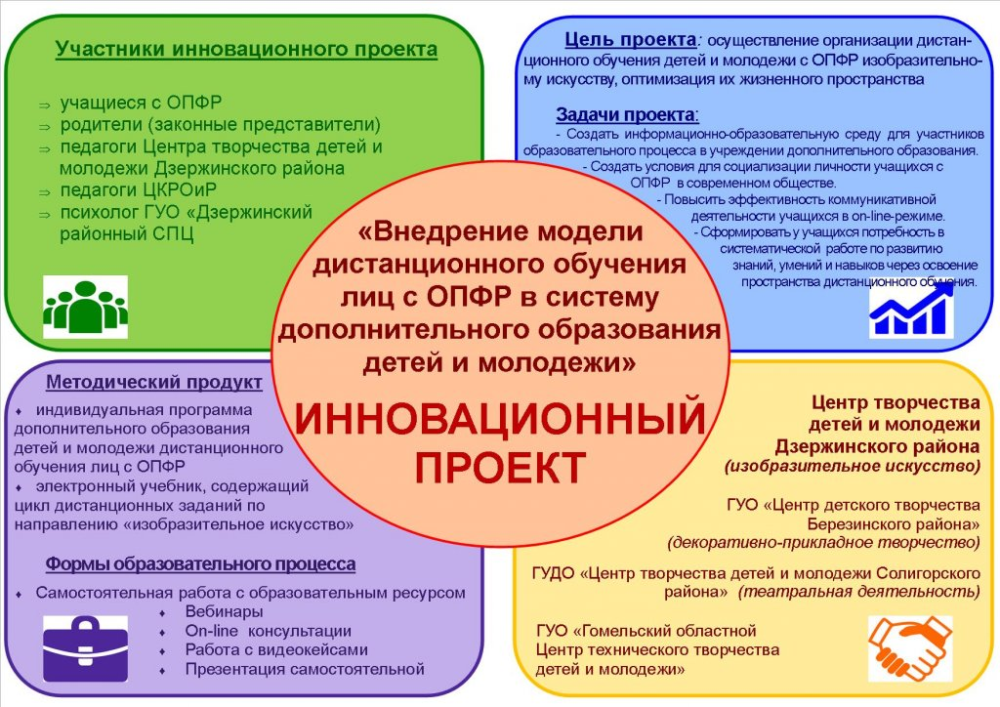 Участники инновационного проекта
⇒ учащиеся с ОПФР
⇒ родители (законные представители)
⇒ педагоги Центра творчества детей и
молодежи Дзержинского района
⇒ педагоги ЦКРОиР
⇒ психолог ГУО «Дзержинский
районный СПЦ
Цель проекта: осуществление организации дистан-
ционного обучения детей и молодежи с ОПФР изобразительно-
му искусству, оптимизация их жизненного пространства
Задачи проекта:
- Создать информационно-образовательную среду для участников
образовательного процесса в учреждении дополнительного образования.
- Создать условия для социализации личности учащихся с
ОПФР в современном обществе.
- Повысить эффективность коммуникативной
деятельности учащихся в on-line-режиме.
- Сформировать у учащихся потребность в
систематической работе по развитию
знаний, умений и навыков через освоение
пространства дистанционного обучения.
«Внедрение модели
дистанционного обучения
лиц с ОПФР в систему
дополнительного образования
детей и молодежи»
ИННОВАЦИОННЫЙ
ПРОЕКТ
Методический продукт
♦ индивидуальная программа
дополнительного образования
детей и молодежи дистанционного
обучения лиц с ОПФР
♦ электронный учебник, содержащий
цикл дистанционных заданий по
направлению «изобразительное искусство»
Формы образовательного процесса
♦ Самостоятельная работа с образовательным ресурсом
♦ Вебинары
♦ On-line консультации
♦ Работа с видеокейсами
♦ Презентация самостоятельной
Центр творчества
детей и молодежи
Дзержинского района
(изобразительное искусство)
ГУО «Центр детского творчества
Березинского района»
(декоративно-прикладное творчество)
ГУДО «Центр творчества детей и молодежи Солигорского
района» (театральная деятельность)
ГУО «Гомельский областной
Центр технического творчества
детей и молодежи»